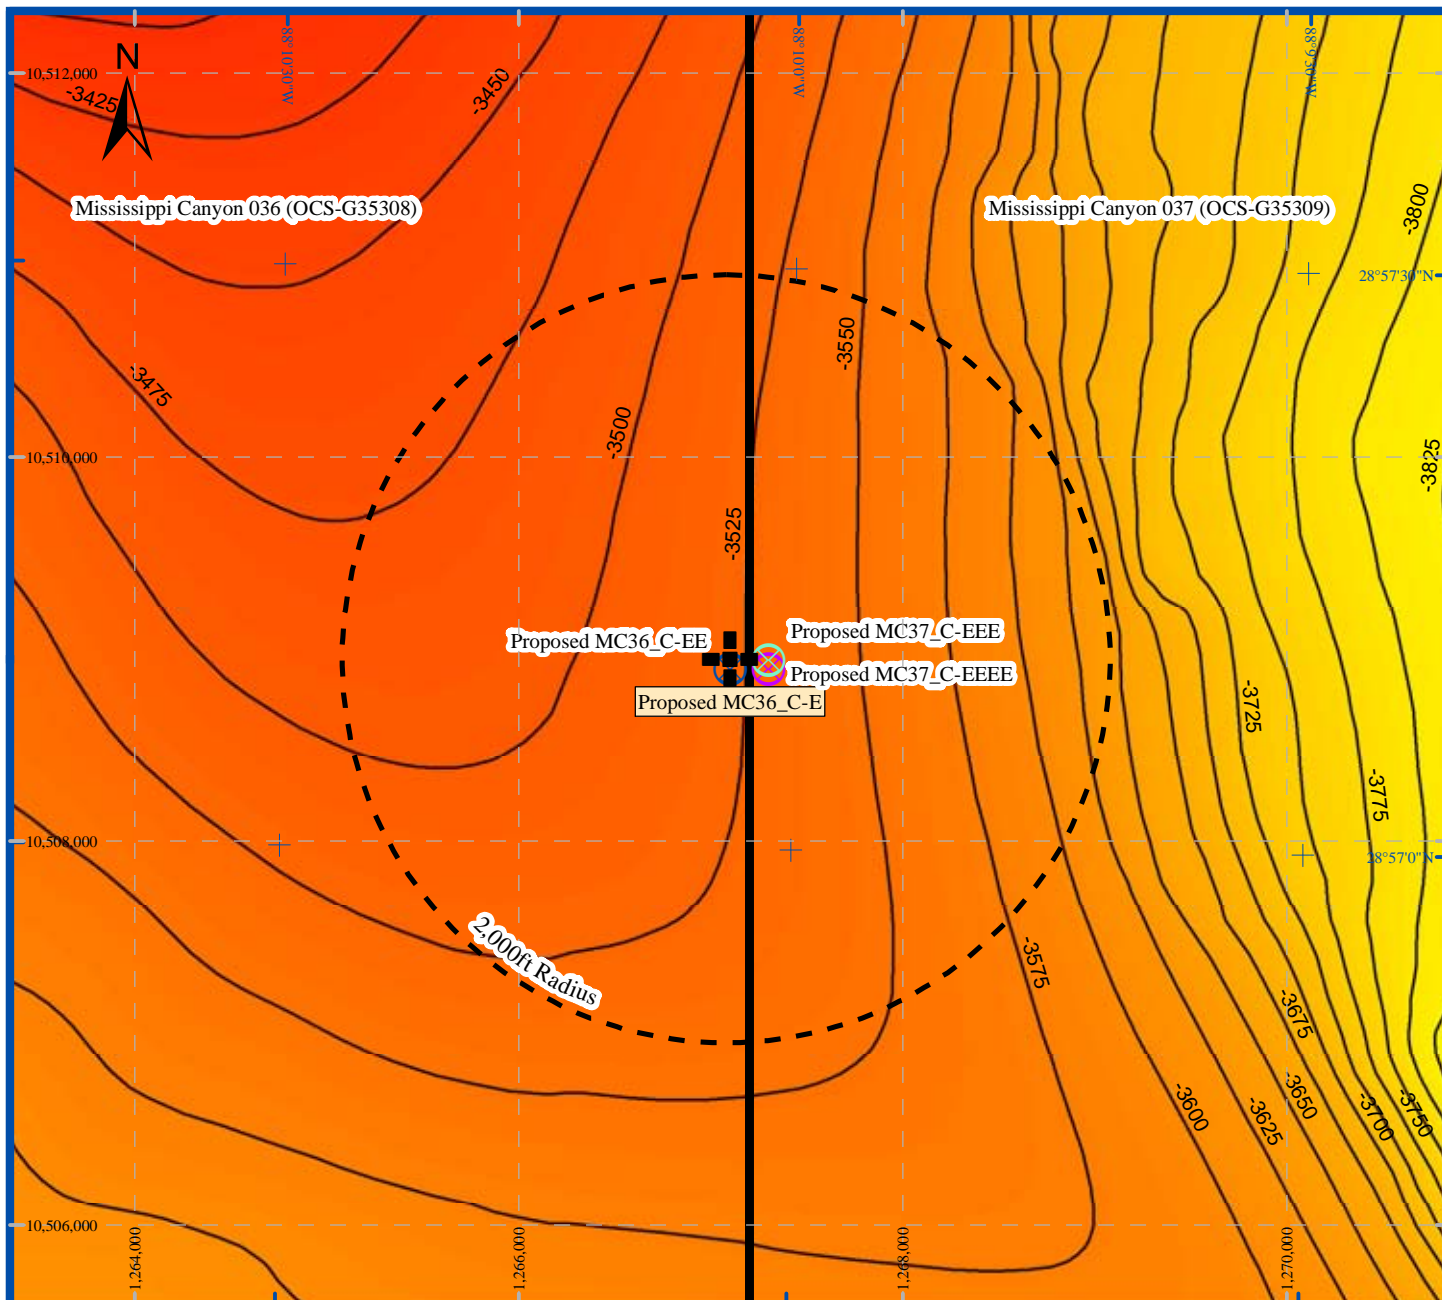 N
88°10'30"W
88°10'0"W
88°9'30"W
10,512,000
-3425
-3450
Mississippi Canyon 036 (OCS-G35308)
Mississippi Canyon 037 (OCS-G35309)
-3800
28°57'30"N
-3550
-3475
-3500
10,510,000
-3825
-3525
Proposed MC36_C-EE
Proposed MC37_C-EEE
Proposed MC37_C-EEEE
Proposed MC36_C-E
-3725
-3775
10,508,000
28°57'0"N
2,000ft Radius
-3575
-3675
-3600
-3625
-3650
-3700
-3750
10,506,000
1,264,000
1,266,000
1,268,000
1,270,000